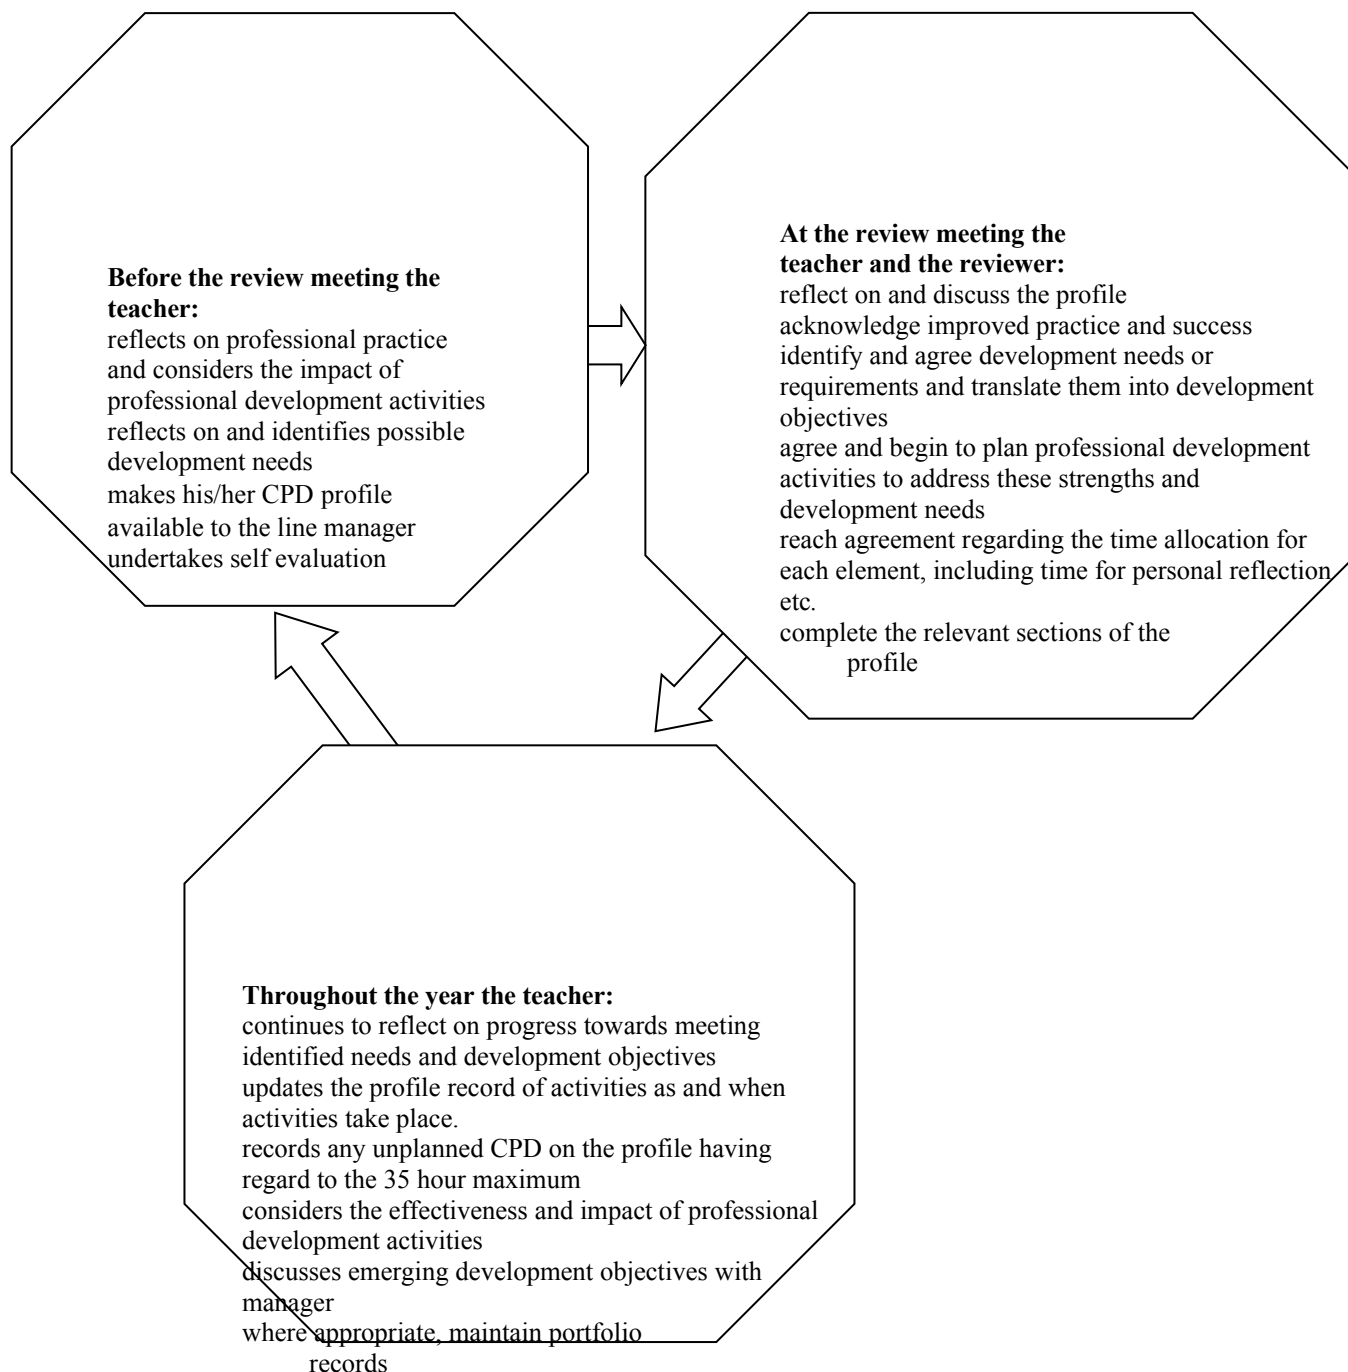 Before the review meeting the
teacher:
reflects on professional practice
and considers the impact of
professional development activities
reflects on and identifies possible
development needs
makes his/her CPD profile
available to the line manager
undertakes self evaluation
At the review meeting the
teacher and the reviewer:
reflect on and discuss the profile
acknowledge improved practice and success
identify and agree development needs or
requirements and translate them into development
objectives
agree and begin to plan professional development
activities to address these strengths and
development needs
reach agreement regarding the time allocation for
each element, including time for personal reflection
etc.
complete the relevant sections of the
profile
Throughout the year the teacher:
continues to reflect on progress towards meeting
identified needs and development objectives
updates the profile record of activities as and when
activities take place.
records any unplanned CPD on the profile having
regard to the 35 hour maximum
considers the effectiveness and impact of professional
development activities
discusses emerging development objectives with
manager
where appropriate, maintain portfolio
records